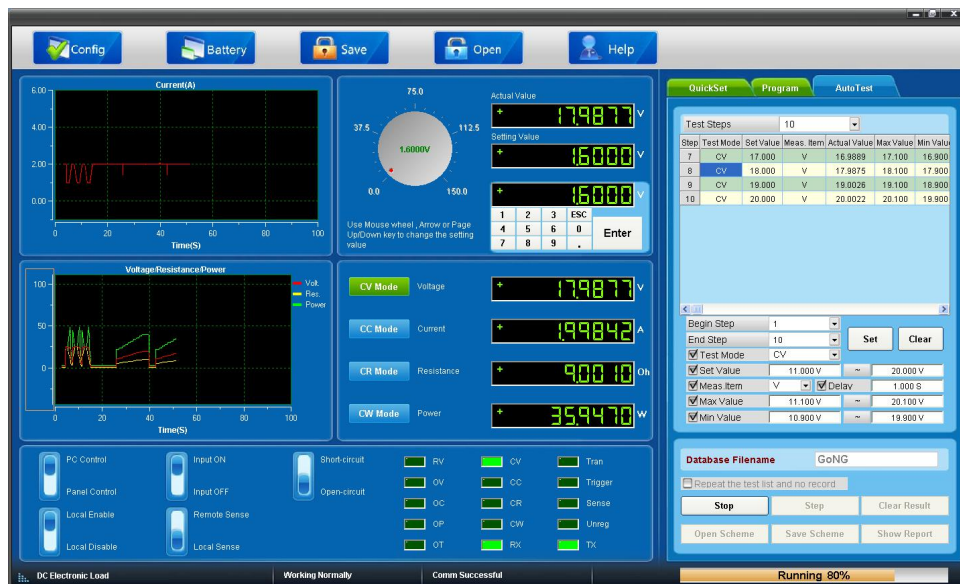 Config
Battery
Save
Open
Help
Current(A)
6.00
4.00
2.00
0.00
0 20 40 60 80 100
Time(S)
75.0
37.5
112.5
1.6000V
0.0
150.0
Use Mouse wheel , Arrow or Page
Up/Down key to change the setting
value
Actual Value
+ 17.9877 V
Setting Value
+ 1.6000 V
+ 1.6000 V
1 2 3 ESC
4 5 6 0
7 8 9 .
Enter
Voltage/Resistance/Power
100
50
0
Volt.
Res.
Power
0 20 40 60 80 100
Time(S)
CV Mode Voltage + 17.9877 V
CC Mode Current + 1.99842 A
CR Mode Resistance + 9.0010 Oh
CW Mode Power + 35.9470 W
PC Control
Panel Control
Input ON
Input OFF
Short-circuit
Open-circuit
Local Enable
Local Disable
Remote Sense
Local Sense
RV CV Tran
OV CC Trigger
OC CR Sense
OP CW Unreg
OT RX TX
QuickSet Program AutoTest
Test Steps 10
Step Test Mode Set Value Meas. Item Actual Value Max Value Min Value
7 CV 17.000 V 16.9889 17.100 16.900
8 CV 18.000 V 17.9875 18.100 17.900
9 CV 19.000 V 19.0026 19.100 18.900
10 CV 20.000 V 20.0022 20.100 19.900
Begin Step 1
End Step 10
Set Clear
Test Mode CV
Set Value 11.000 V ~ 20.000 V
Meas.Item V Delay 1.000 S
Max Value 11.100 V ~ 20.100 V
Min Value 10.900 V ~ 19.900 V
Database Filename GoNG
Repeat the test list and no record
Stop Step Clear Result
Open Scheme Save Scheme Show Report
DC Electronic Load Working Normally Comm Successful Running 80%